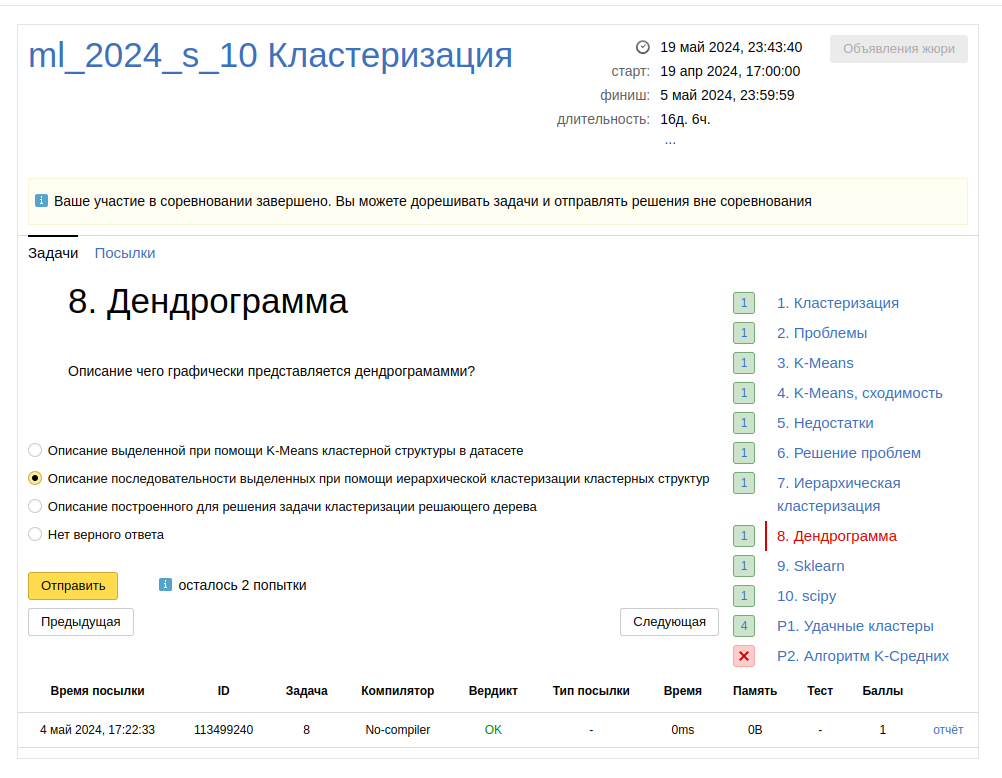 ml_2024_s_10 Кластеризация
19 май 2024, 23:43:40
старт: 19 апр 2024, 17:00:00
финиш: 5 май 2024, 23:59:59
длительность: 16д. 6ч.
...
Объявления жюри
Ваше участие в соревновании завершено. Вы можете дорешивать задачи и отправлять решения вне соревнования
Задачи Посылки
8. Дендрограмма
Описание чего графически представляется дендрограмамми?
Описание выделенной при помощи K-Means кластерной структуры в датасете
Описание последовательности выделенных при помощи иерархической кластеризации кластерных структур
Описание построенного для решения задачи кластеризации решающего дерева
Нет верного ответа
Отправить осталось 2 попытки
Предыдущая Следующая
1 1. Кластеризация
1 2. Проблемы
1 3. K-Means
1 4. K-Means, сходимость
1 5. Недостатки
1 6. Решение проблем
1 7. Иерархическая
кластеризация
1 8. Дендрограмма
1 9. Sklearn
1 10. scipy
4 P1. Удачные кластеры
P2. Алгоритм K-Средних
Время посылки ID Задача Компилятор Вердикт Тип посылки Время Память Тест Баллы
4 май 2024, 17:22:33 113499240 8 No-compiler OK - 0ms 0B - 1 отчёт